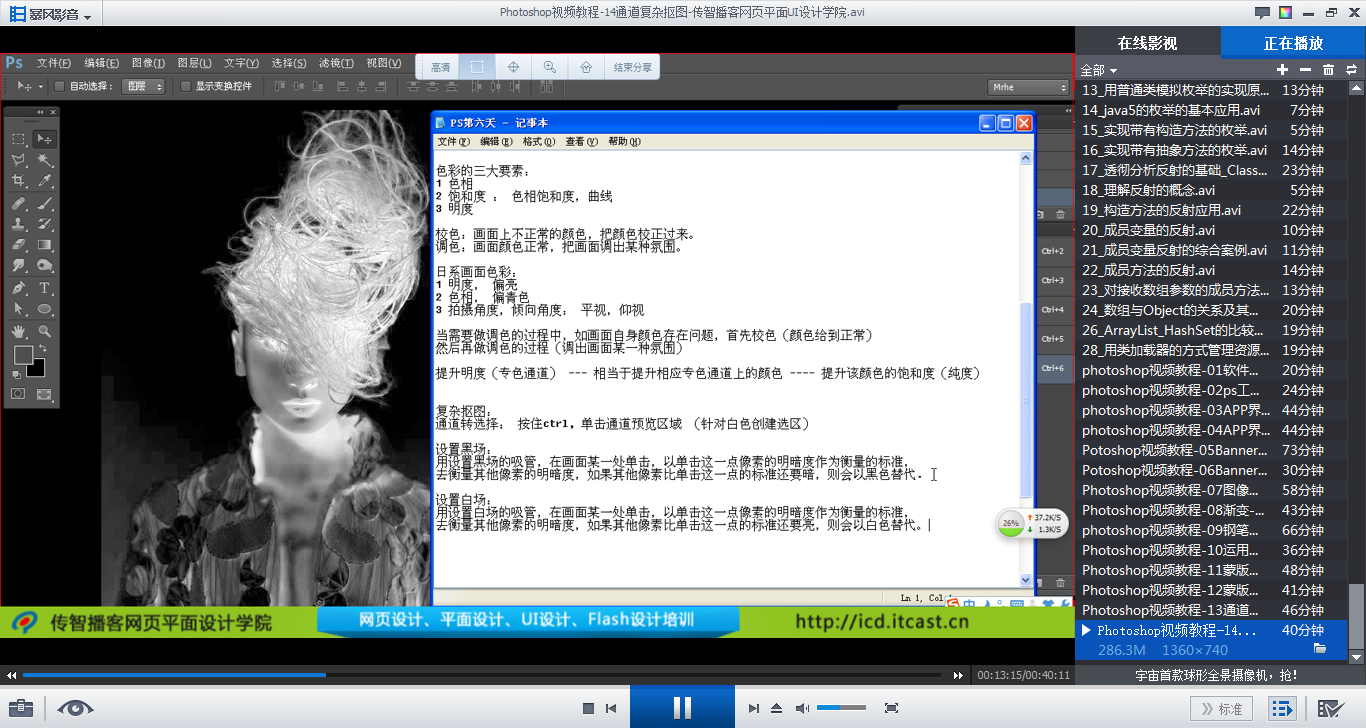 暴风影音
Photoshop视频教程-14通道复杂抠图-传智播客网页平面UI设计学院.avi
在线影视
正在播放
Ps 文件(F) 编辑(E) 图像(I) 图层(L) 文字(Y) 选择(S) 滤镜(T) 视图(V)
高清 结束分享
全部
自动选择： 图层 显示变换控件
Mrhe
PS第六天 - 记事本
文件(F) 编辑(E) 格式(O) 查看(V) 帮助(H)
色彩的三大要素：
1 色相
2 饱和度 ： 色相饱和度，曲线
3 明度
校色：画面上不正常的颜色，把颜色校正过来。
调色：画面颜色正常，把画面调出某种氛围。
日系画面色彩：
1 明度， 偏亮
2 色相， 偏青色
3 拍摄角度，倾向角度： 平视，仰视
当需要做调色的过程中，如画面自身颜色存在问题，首先校色（颜色给到正常）
然后再做调色的过程（调出画面某一种氛围）
提升明度（专色通道） --- 相当于提升相应专色通道上的颜色 ---- 提升该颜色的饱和度（纯度）
复杂抠图：
通道转选择： 按住ctrl，单击通道预览区域 （针对白色创建选区）
设置黑场：
用设置黑场的吸管，在画面某一处单击，以单击这一点像素的明暗度作为衡量的标准，
去衡量其他像素的明暗度，如果其他像素比单击这一点的标准还要暗，则会以黑色替代.
设置白场：
用设置白场的吸管，在画面某一处单击，以单击这一点像素的明暗度作为衡量的标准，
去衡量其他像素的明暗度，如果其他像素比单击这一点的标准还要亮，则会以白色替代。
Ctrl+2
Ctrl+3
Ctrl+4
Ctrl+5
Ctrl+6
26% 37.2K/S
1.3K/S
Ln 1, Col
中
传智播客网页平面设计学院
网页设计、平面设计、UI设计、Flash设计培训
http://icd.itcast.cn
13_用普通类模拟枚举的实现原... 13分钟
14_java5的枚举的基本应用.avi 7分钟
15_实现带有构造方法的枚举.avi 5分钟
16_实现带有抽象方法的枚举.avi 14分钟
17_透彻分析反射的基础_Class... 23分钟
18_理解反射的概念.avi 5分钟
19_构造方法的反射应用.avi 22分钟
20_成员变量的反射.avi 10分钟
21_成员变量反射的综合案例.avi 11分钟
22_成员方法的反射.avi 14分钟
23_对接收数组参数的成员方法... 13分钟
24_数组与Object的关系及其... 20分钟
26_ArrayList_HashSet的比较... 19分钟
28_用类加载器的方式管理资源... 19分钟
photoshop视频教程-01软件... 20分钟
photoshop视频教程-02ps工... 24分钟
photoshop视频教程-03APP界... 44分钟
photoshop视频教程-04APP界... 44分钟
Potoshop视频教程-05Banner... 73分钟
Potoshop视频教程-06Banner... 30分钟
Photoshop视频教程-07图像... 58分钟
Photoshop视频教程-08渐变-... 43分钟
photoshop视频教程-09钢笔... 66分钟
Photoshop视频教程-10运用... 36分钟
Photoshop视频教程-11蒙版... 48分钟
Photoshop视频教程-12蒙版... 41分钟
Photoshop视频教程-13通道... 46分钟
Photoshop视频教程-14... 40分钟
286.3M 1360×740
00:13:15/00:40:11
宇宙首款球形全景摄像机，抢！
标准